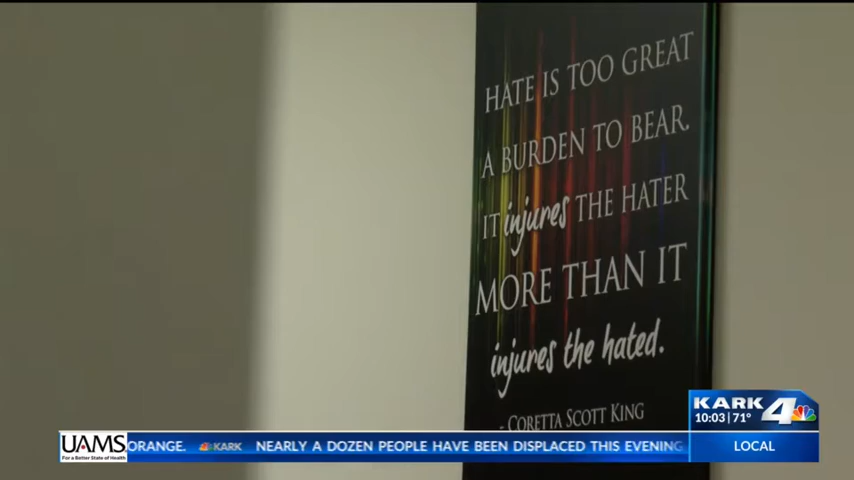 HATE IS TOO GREAT
A BURDEN TO BEAR.
IT injures THE HATER
MORE THAN IT
injures the hated.
- CORETTA SCOTT KING
KARK 4
10:03 | 71°
LOCAL
UAMS
For a Better State of Health
ORANGE. KARK NEARLY A DOZEN PEOPLE HAVE BEEN DISPLACED THIS EVENING